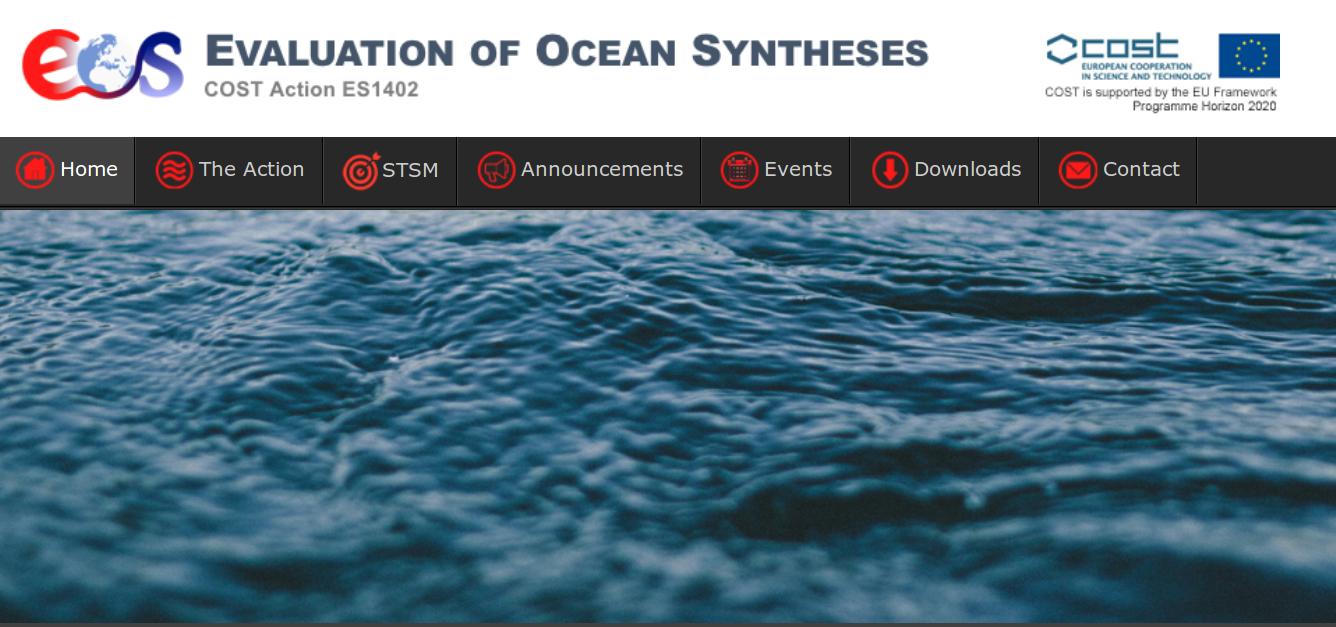 eos EVALUATION OF OCEAN SYNTHESES
COST Action ES1402
cost
EUROPEAN COOPERATION
IN SCIENCE AND TECHNOLOGY
COST is supported by the EU Framework
Programme Horizon 2020
Home The Action STSM Announcements Events Downloads Contact